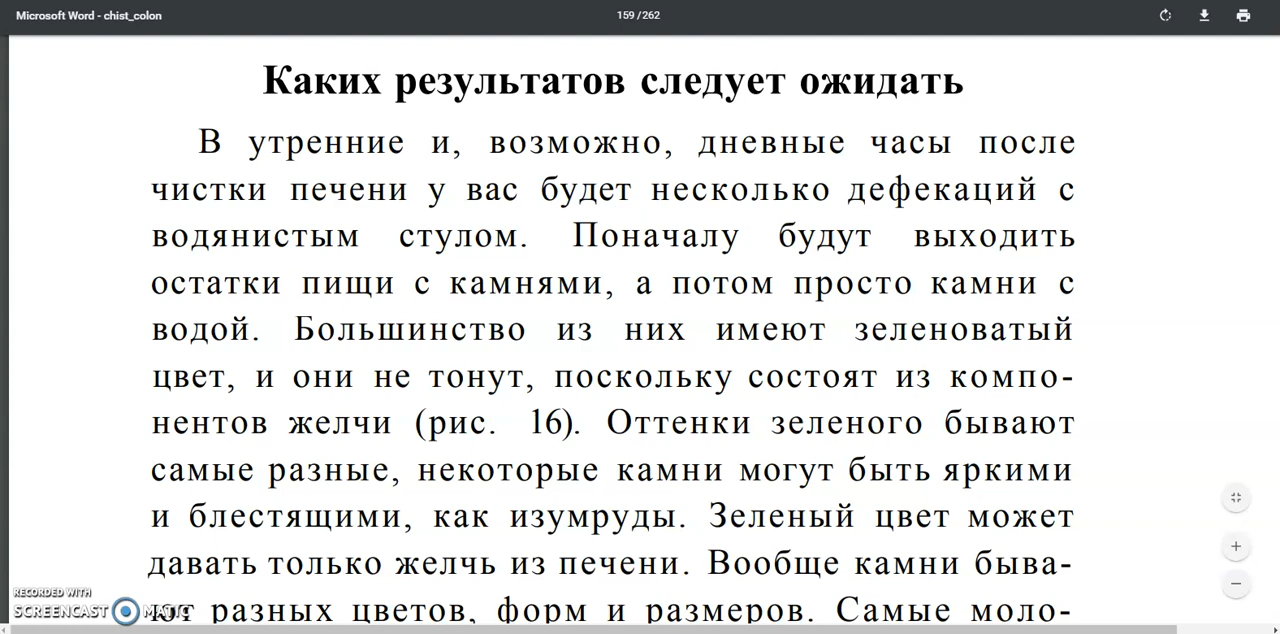 Microsoft Word - chist_colon
159 / 262
Каких результатов следует ожидать
В утренние и, возможно, дневные часы после
чистки печени у вас будет несколько дефекаций с
водянистым стулом. Поначалу будут выходить
остатки пищи с камнями, а потом просто камни с
водой. Большинство из них имеют зеленоватый
цвет, и они не тонут, поскольку состоят из компо-
нентов желчи (рис. 16). Оттенки зеленого бывают
самые разные, некоторые камни могут быть яркими
и блестящими, как изумруды. Зеленый цвет может
давать только желчь из печени. Вообще камни быва-
ют разных цветов, форм и размеров. Самые моло-
RECORDED WITH
SCREENCAST MATIC